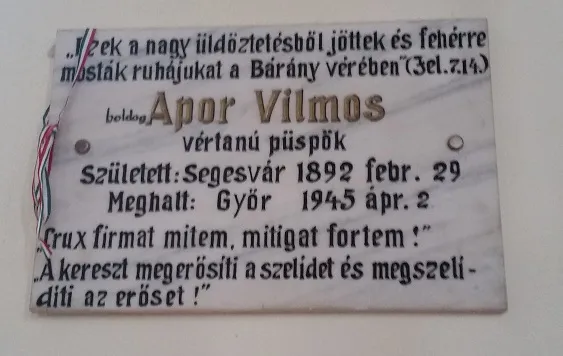 „Ezek a nagy üldöztetésből jöttek és fehérre
mosták ruhájukat a Bárány vérében"(Jel.7.14.)
boldog Apor Vilmos
vértanú püspök
Született: Segesvár 1892 febr. 29
Meghalt: Győr 1945 ápr. 2
„Crux firmat mitem, mitigat fortem!"
„A kereszt megerősíti a szelidet és megszeli-
diti az erőset!"